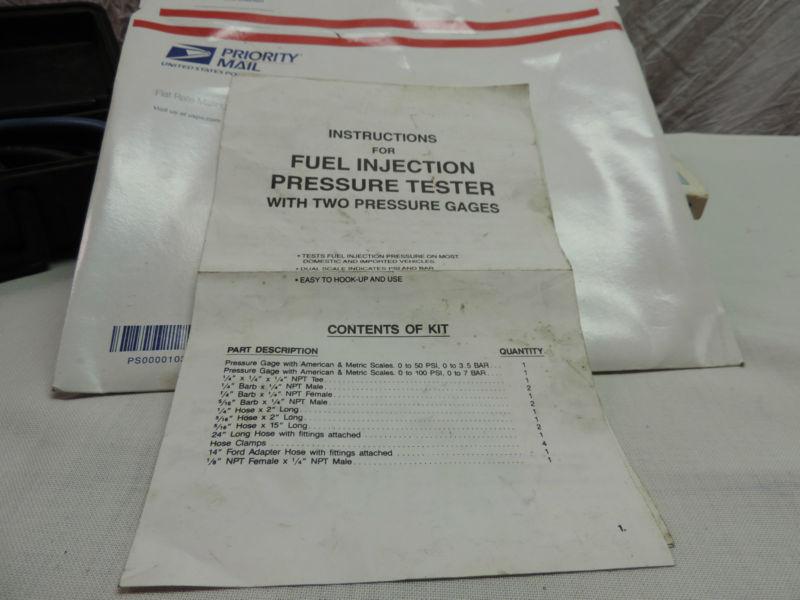 PRIORITY
MAIL
UNITED STATES PO
Flat Rate Mailing
Visit us at usps.com
PS000010
INSTRUCTIONS
FOR
FUEL INJECTION
PRESSURE TESTER
WITH TWO PRESSURE GAGES
• TESTS FUEL INJECTION PRESSURE ON MOST
DOMESTIC AND IMPORTED VEHICLES.
• DUAL SCALE INDICATES PSI AND BAR
• EASY TO HOOK-UP AND USE
CONTENTS OF KIT
PART DESCRIPTION QUANTITY
Pressure Gage with American & Metric Scales. 0 to 50 PSI, 0 to 3.5 BAR... 1
Pressure Gage with American & Metric Scales. 0 to 100 PSI, 0 to 7 BAR... 1
1/4" x 1/4" x 1/4" NPT Tee 1
1/4" Barb x 1/4" NPT Male 2
1/4" Barb x 1/4" NPT Female 1
5/16" Barb x 1/4" NPT Male 2
1/4" Hose x 2" Long 1
5/16" Hose x 2" Long 1
5/16" Hose x 15" Long 2
24" Long Hose with fittings attached 1
Hose Clamps 4
14" Ford Adapter Hose with fittings attached 1
1/8" NPT Female x 1/4" NPT Male 1
1.